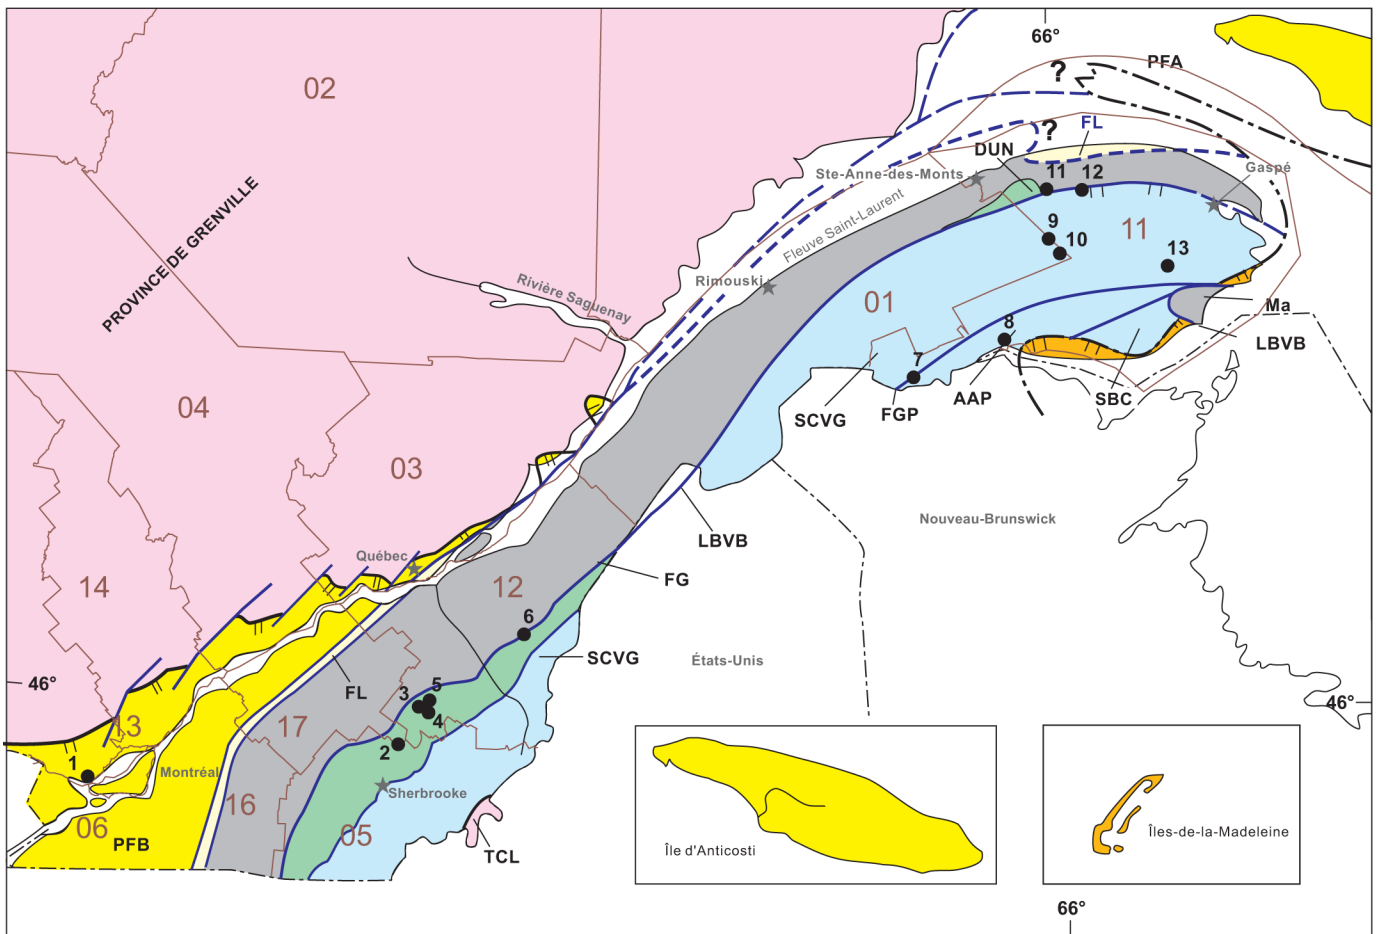 66°
PFA
?
02
?
FL
DUN
Ste-Anne-des-Monts
11
12
Gaspé
PROVINCE DE GRENVILLE
Fleuve Saint-Laurent
9
10
11
13
Rivière Saguenay
Rimouski
01
Ma
8
LBVB
7
04
SCVG
FGP
AAP
SBC
03
Nouveau-Brunswick
LBVB
Québec
FG
14
12
6
SCVG
États-Unis
46°
FL
5
3
4
46°
13
17
2
1
Montréal
Sherbrooke
16
06
05
PFB
TCL
Île d'Anticosti
Îles-de-la-Madeleine
66°